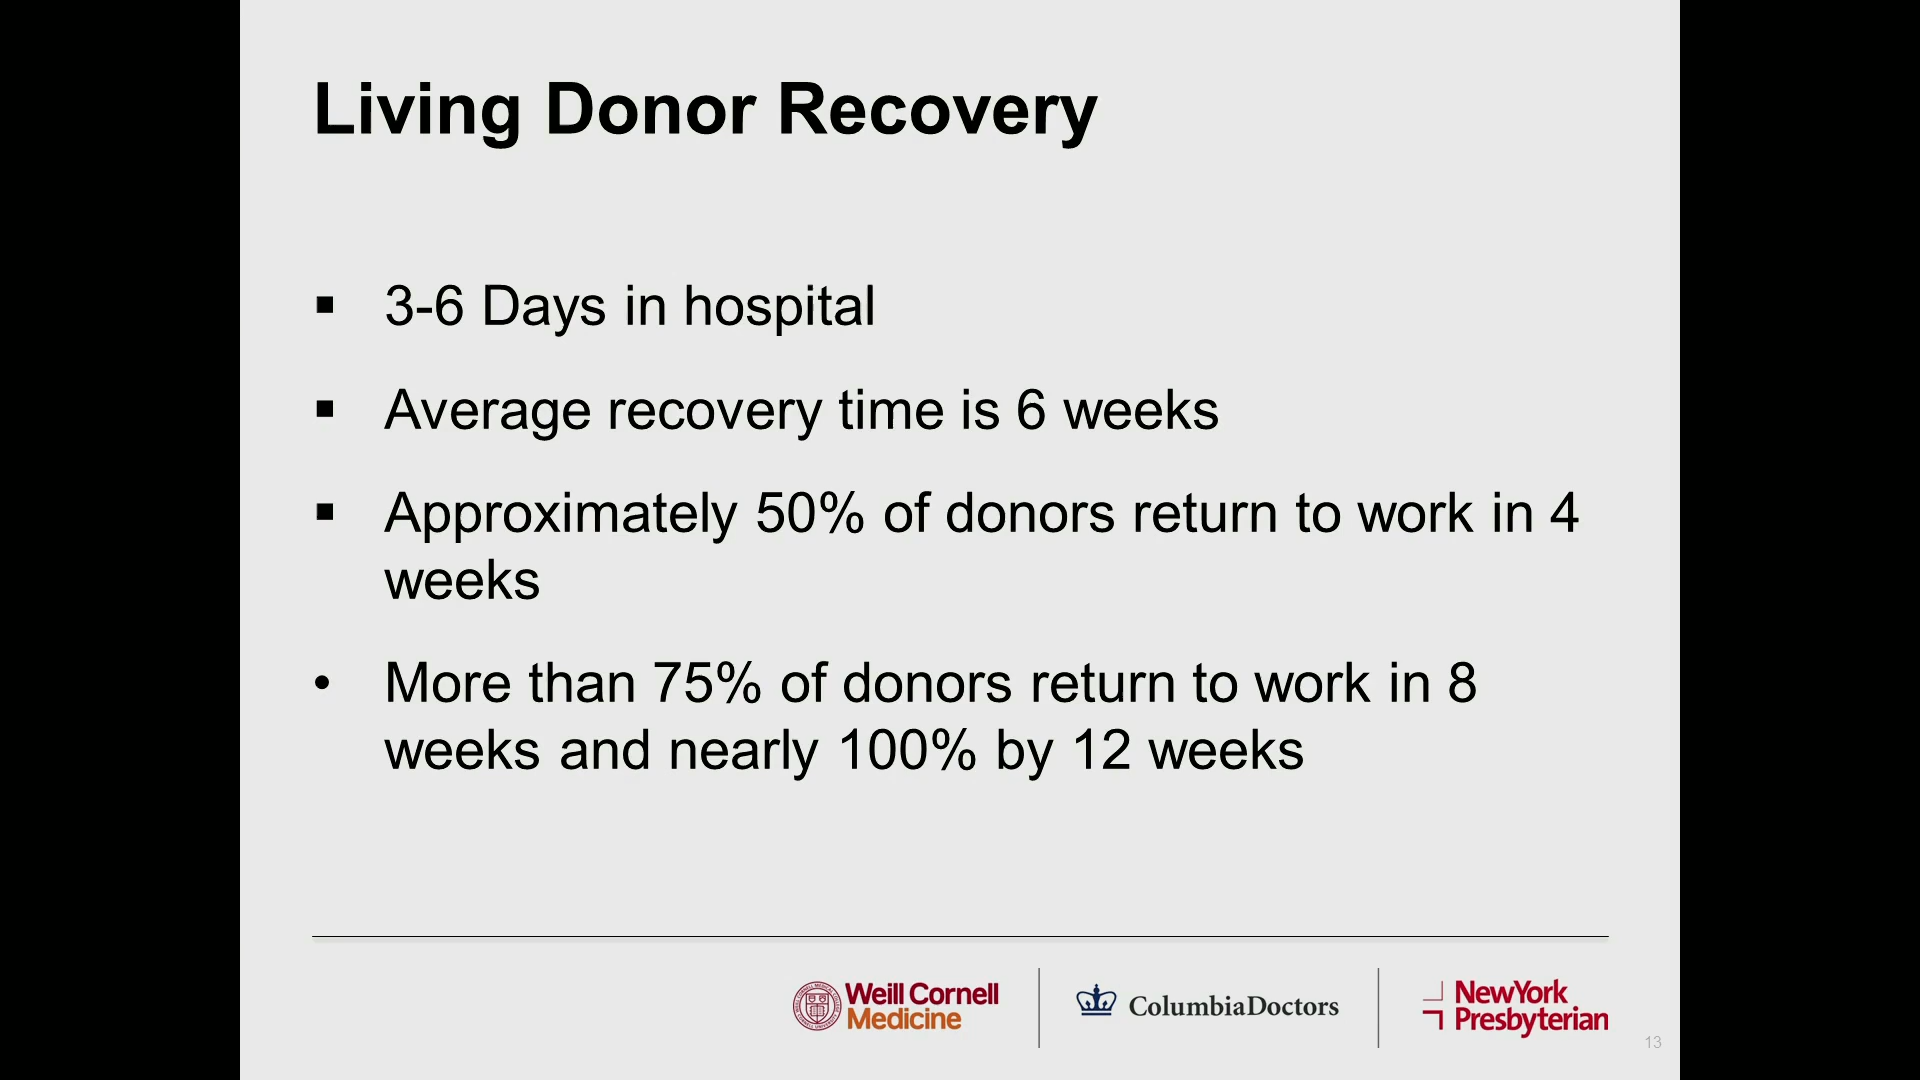 Living Donor Recovery
▪ 3-6 Days in hospital
▪ Average recovery time is 6 weeks
▪ Approximately 50% of donors return to work in 4
weeks
• More than 75% of donors return to work in 8
weeks and nearly 100% by 12 weeks
Weill Cornell
Medicine
ColumbiaDoctors
NewYork
Presbyterian
13